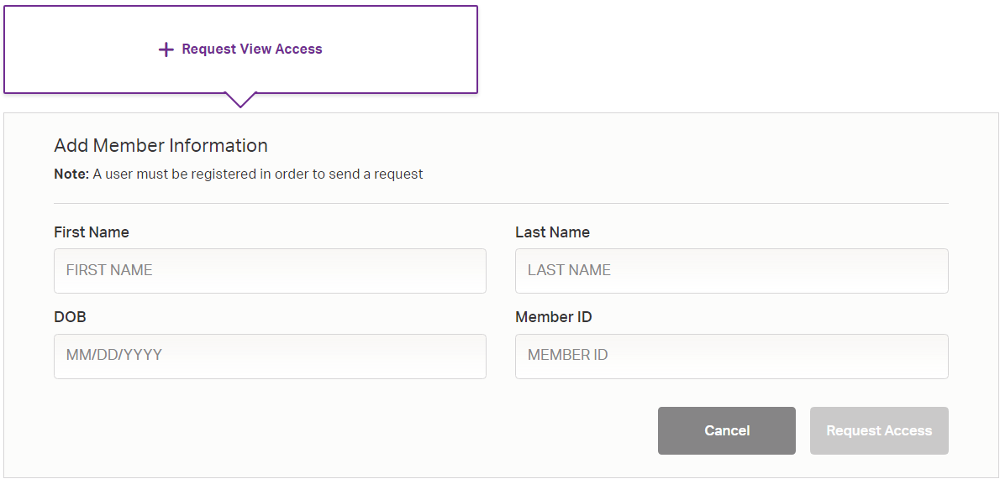 Request View Access
Add Member Information
Note: A user must be registered in order to send a request
First Name
Last Name
FIRST NAME
LAST NAME
DOB
Member ID
MM/DD/YYYY
MEMBER ID
Cancel
Request Access